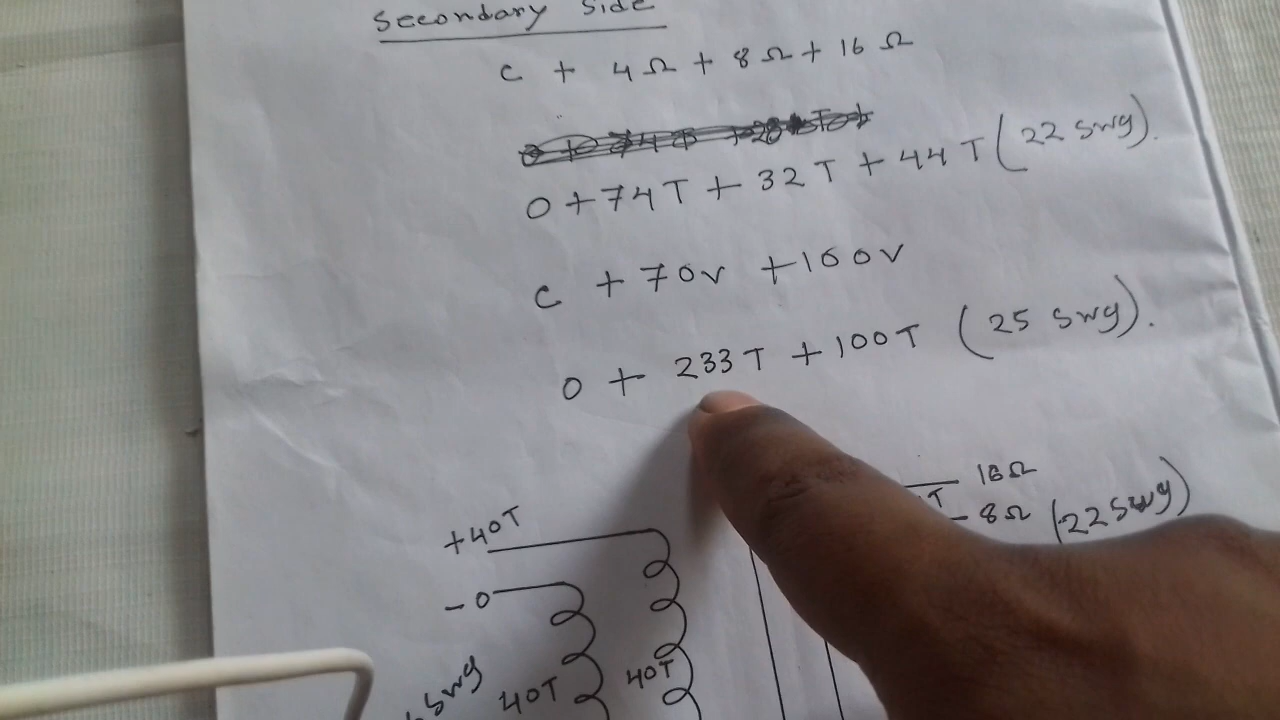 Secondary Side
C + 4Ω + 8Ω + 16Ω
0 + 74T + 32T + 44T (22 swg).
C + 70v + 100v
0 + 233T + 100T (25 swg).
16Ω
T 8Ω (22 swg)
+40T
-0
swg
40T 40T